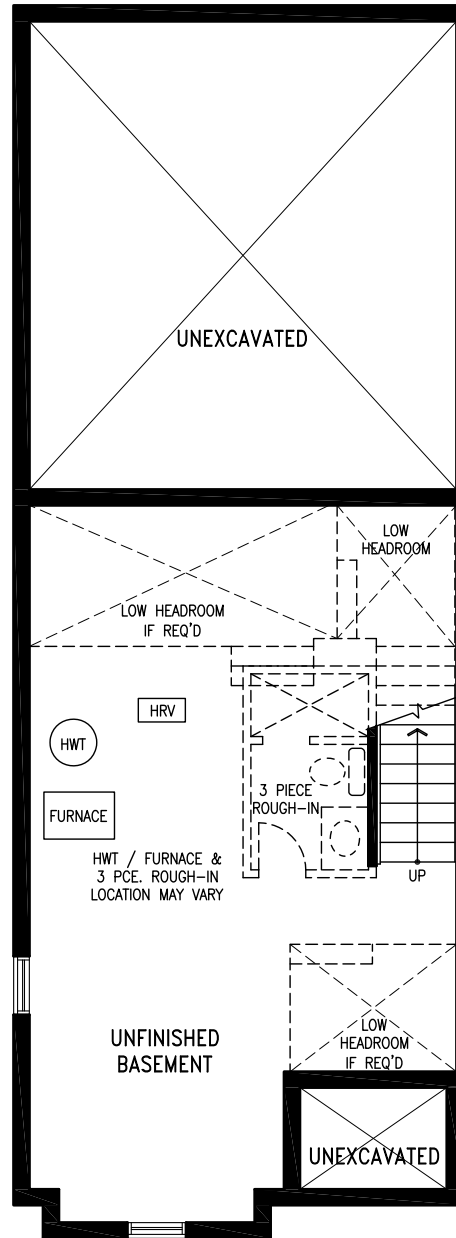 UNEXCAVATED
LOW
HEADROOM
LOW HEADROOM
IF REQ'D
HRV
HWT
3 PIECE
ROUGH-IN
FURNACE
HWT / FURNACE &
3 PCE. ROUGH-IN
LOCATION MAY VARY
UP
UNFINISHED
BASEMENT
LOW
HEADROOM
IF REQ'D
UNEXCAVATED